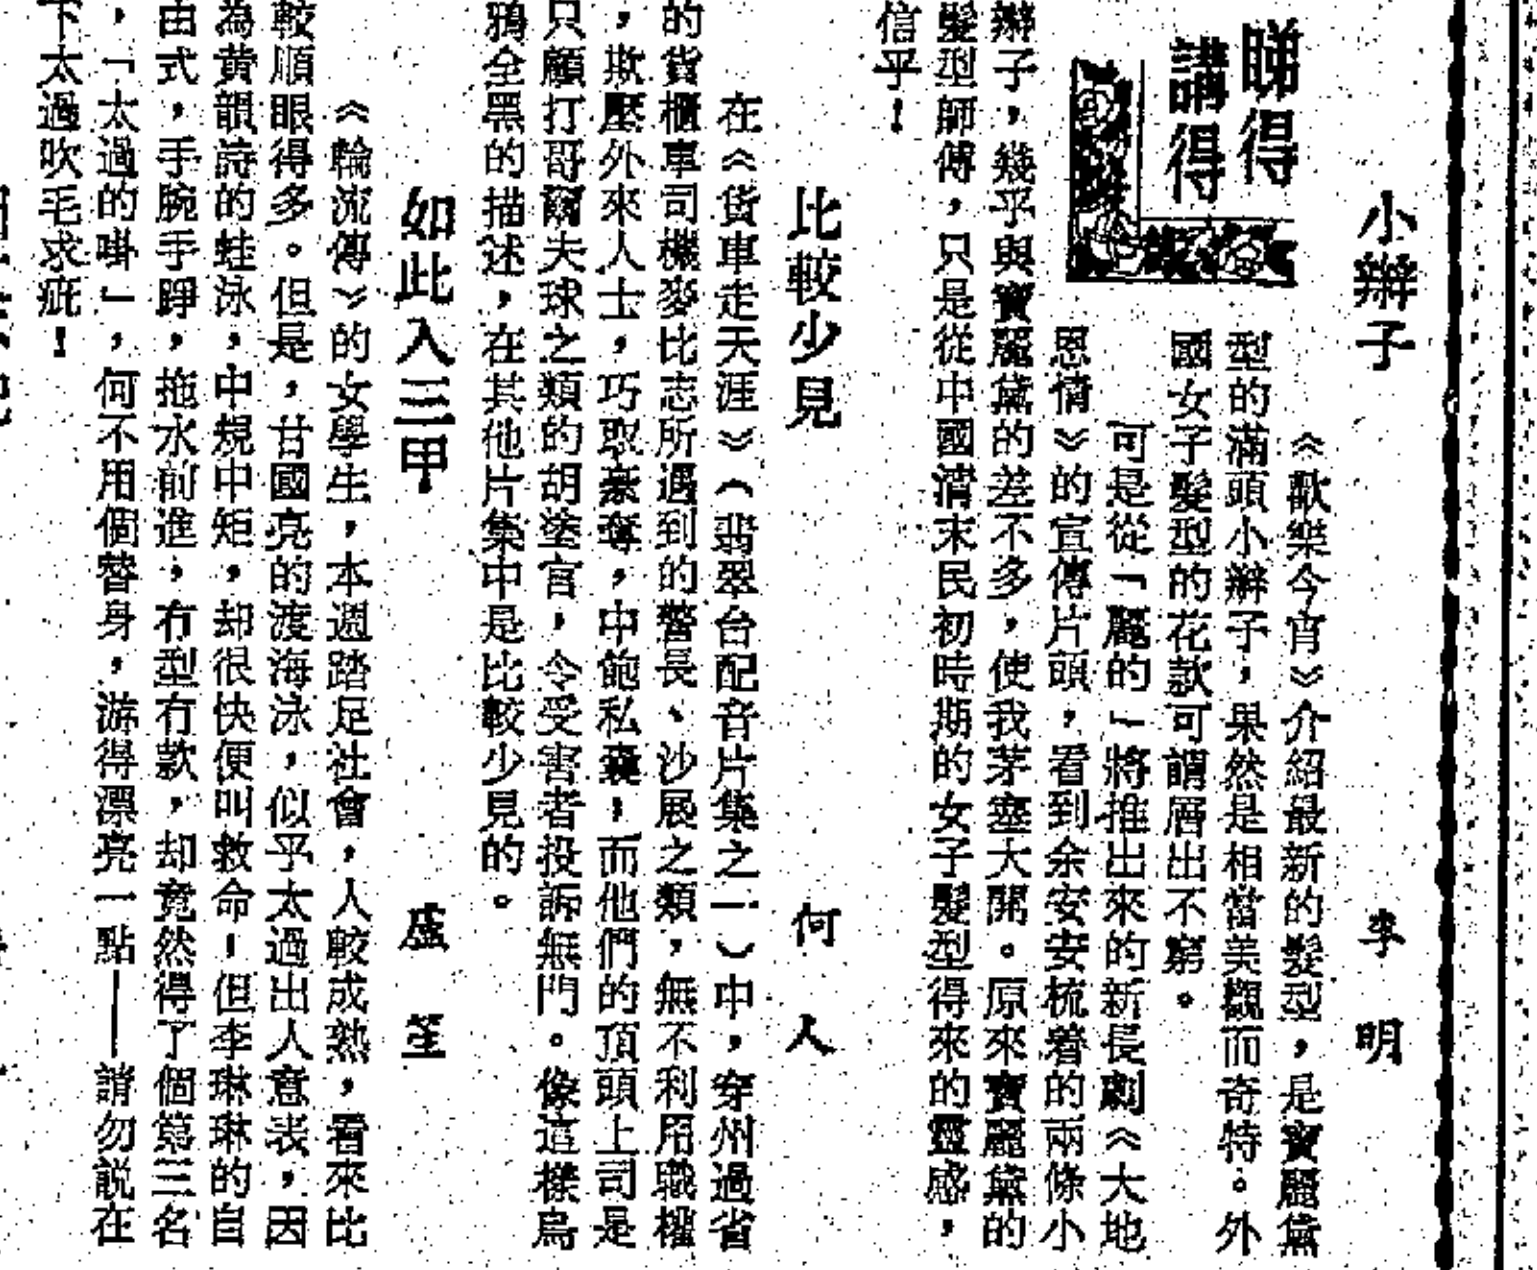 睇得
講得
小辮子
李明
《歡樂今宵》介紹最新的髮型，是寶麗黛
型的滿頭小辮子，果然是相當美觀而奇特。外
國女子髮型的花款可謂層出不窮。
可是從「麗的」將推出來的新長劇《大地
恩情》的宣傳片頭，看到余安安梳着的兩條小
辮子，幾乎與寶麗黛的差不多，使我茅塞大開。原來寶麗黛的
髮型師傅，只是從中國清末民初時期的女子髮型得來的靈感，
信乎！
比較少見
何人
在《貨車走天涯》（翡翠台配音片集之一）中，穿州過省
的貨櫃車司機麥比志所遇到的警長、沙展之類，無不利用職權
，欺壓外來人士，巧取豪奪，中飽私囊，而他們的頂頭上司是
只顧打哥爾夫球之類的胡塗官，令受害者投訴無門。像這樣烏
鴉全黑的描述，在其他片集中是比較少見的。
如此入三甲
盛笙
《輪流傳》的女學生，本週踏足社會，人較成熟，看來比
較順眼得多。但是，甘國亮的渡海泳，似乎太過出人意表，因
為黃韻詩的蛙泳，中規中矩，却很快便叫救命！但李琳琳的自
由式，手腕手睜，拖水前進，冇型冇款，却竟然得了個第三名
，「太過的啩」，何不用個替身，游得漂亮一點——請勿説在
下太過吹毛求疵！